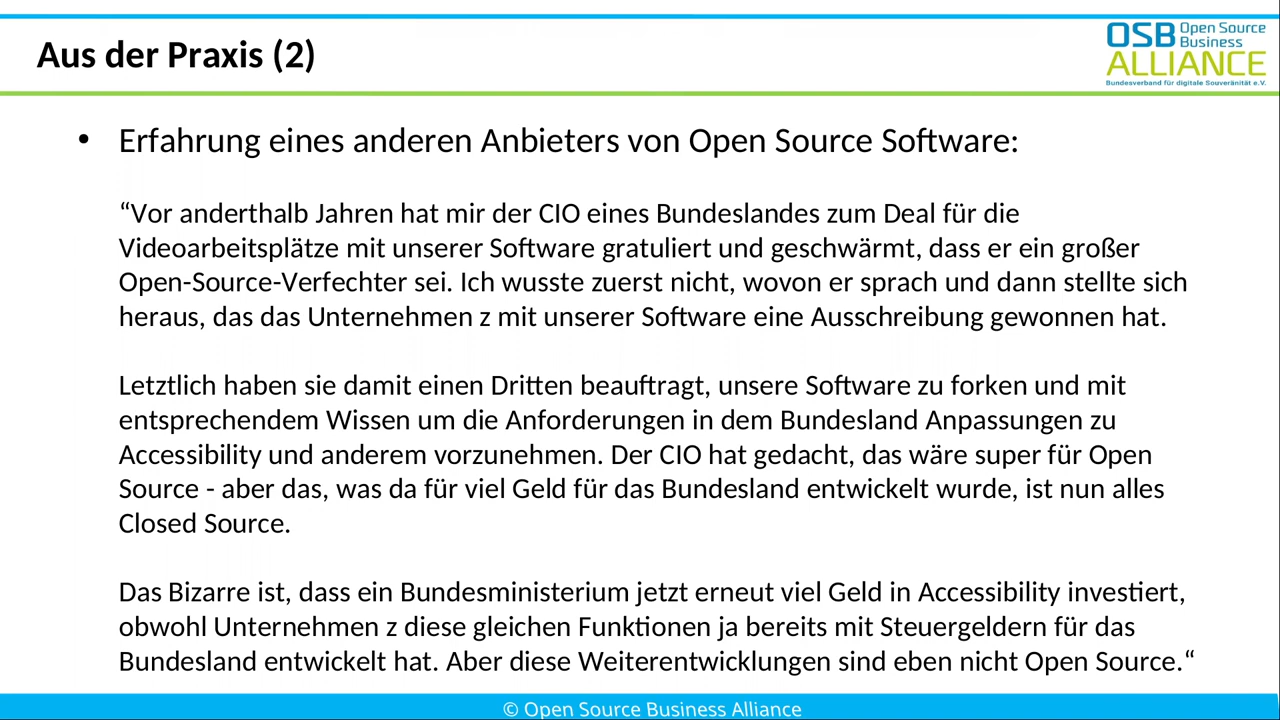 Aus der Praxis (2)
OSB Open Source
Business
ALLIANCE
Bundesverband für digitale Souveränität e.V.
• Erfahrung eines anderen Anbieters von Open Source Software:
“Vor anderthalb Jahren hat mir der CIO eines Bundeslandes zum Deal für die
Videoarbeitsplätze mit unserer Software gratuliert und geschwärmt, dass er ein großer
Open-Source-Verfechter sei. Ich wusste zuerst nicht, wovon er sprach und dann stellte sich
heraus, das das Unternehmen z mit unserer Software eine Ausschreibung gewonnen hat.
Letztlich haben sie damit einen Dritten beauftragt, unsere Software zu forken und mit
entsprechendem Wissen um die Anforderungen in dem Bundesland Anpassungen zu
Accessibility und anderem vorzunehmen. Der CIO hat gedacht, das wäre super für Open
Source - aber das, was da für viel Geld für das Bundesland entwickelt wurde, ist nun alles
Closed Source.
Das Bizarre ist, dass ein Bundesministerium jetzt erneut viel Geld in Accessibility investiert,
obwohl Unternehmen z diese gleichen Funktionen ja bereits mit Steuergeldern für das
Bundesland entwickelt hat. Aber diese Weiterentwicklungen sind eben nicht Open Source.“
© Open Source Business Alliance